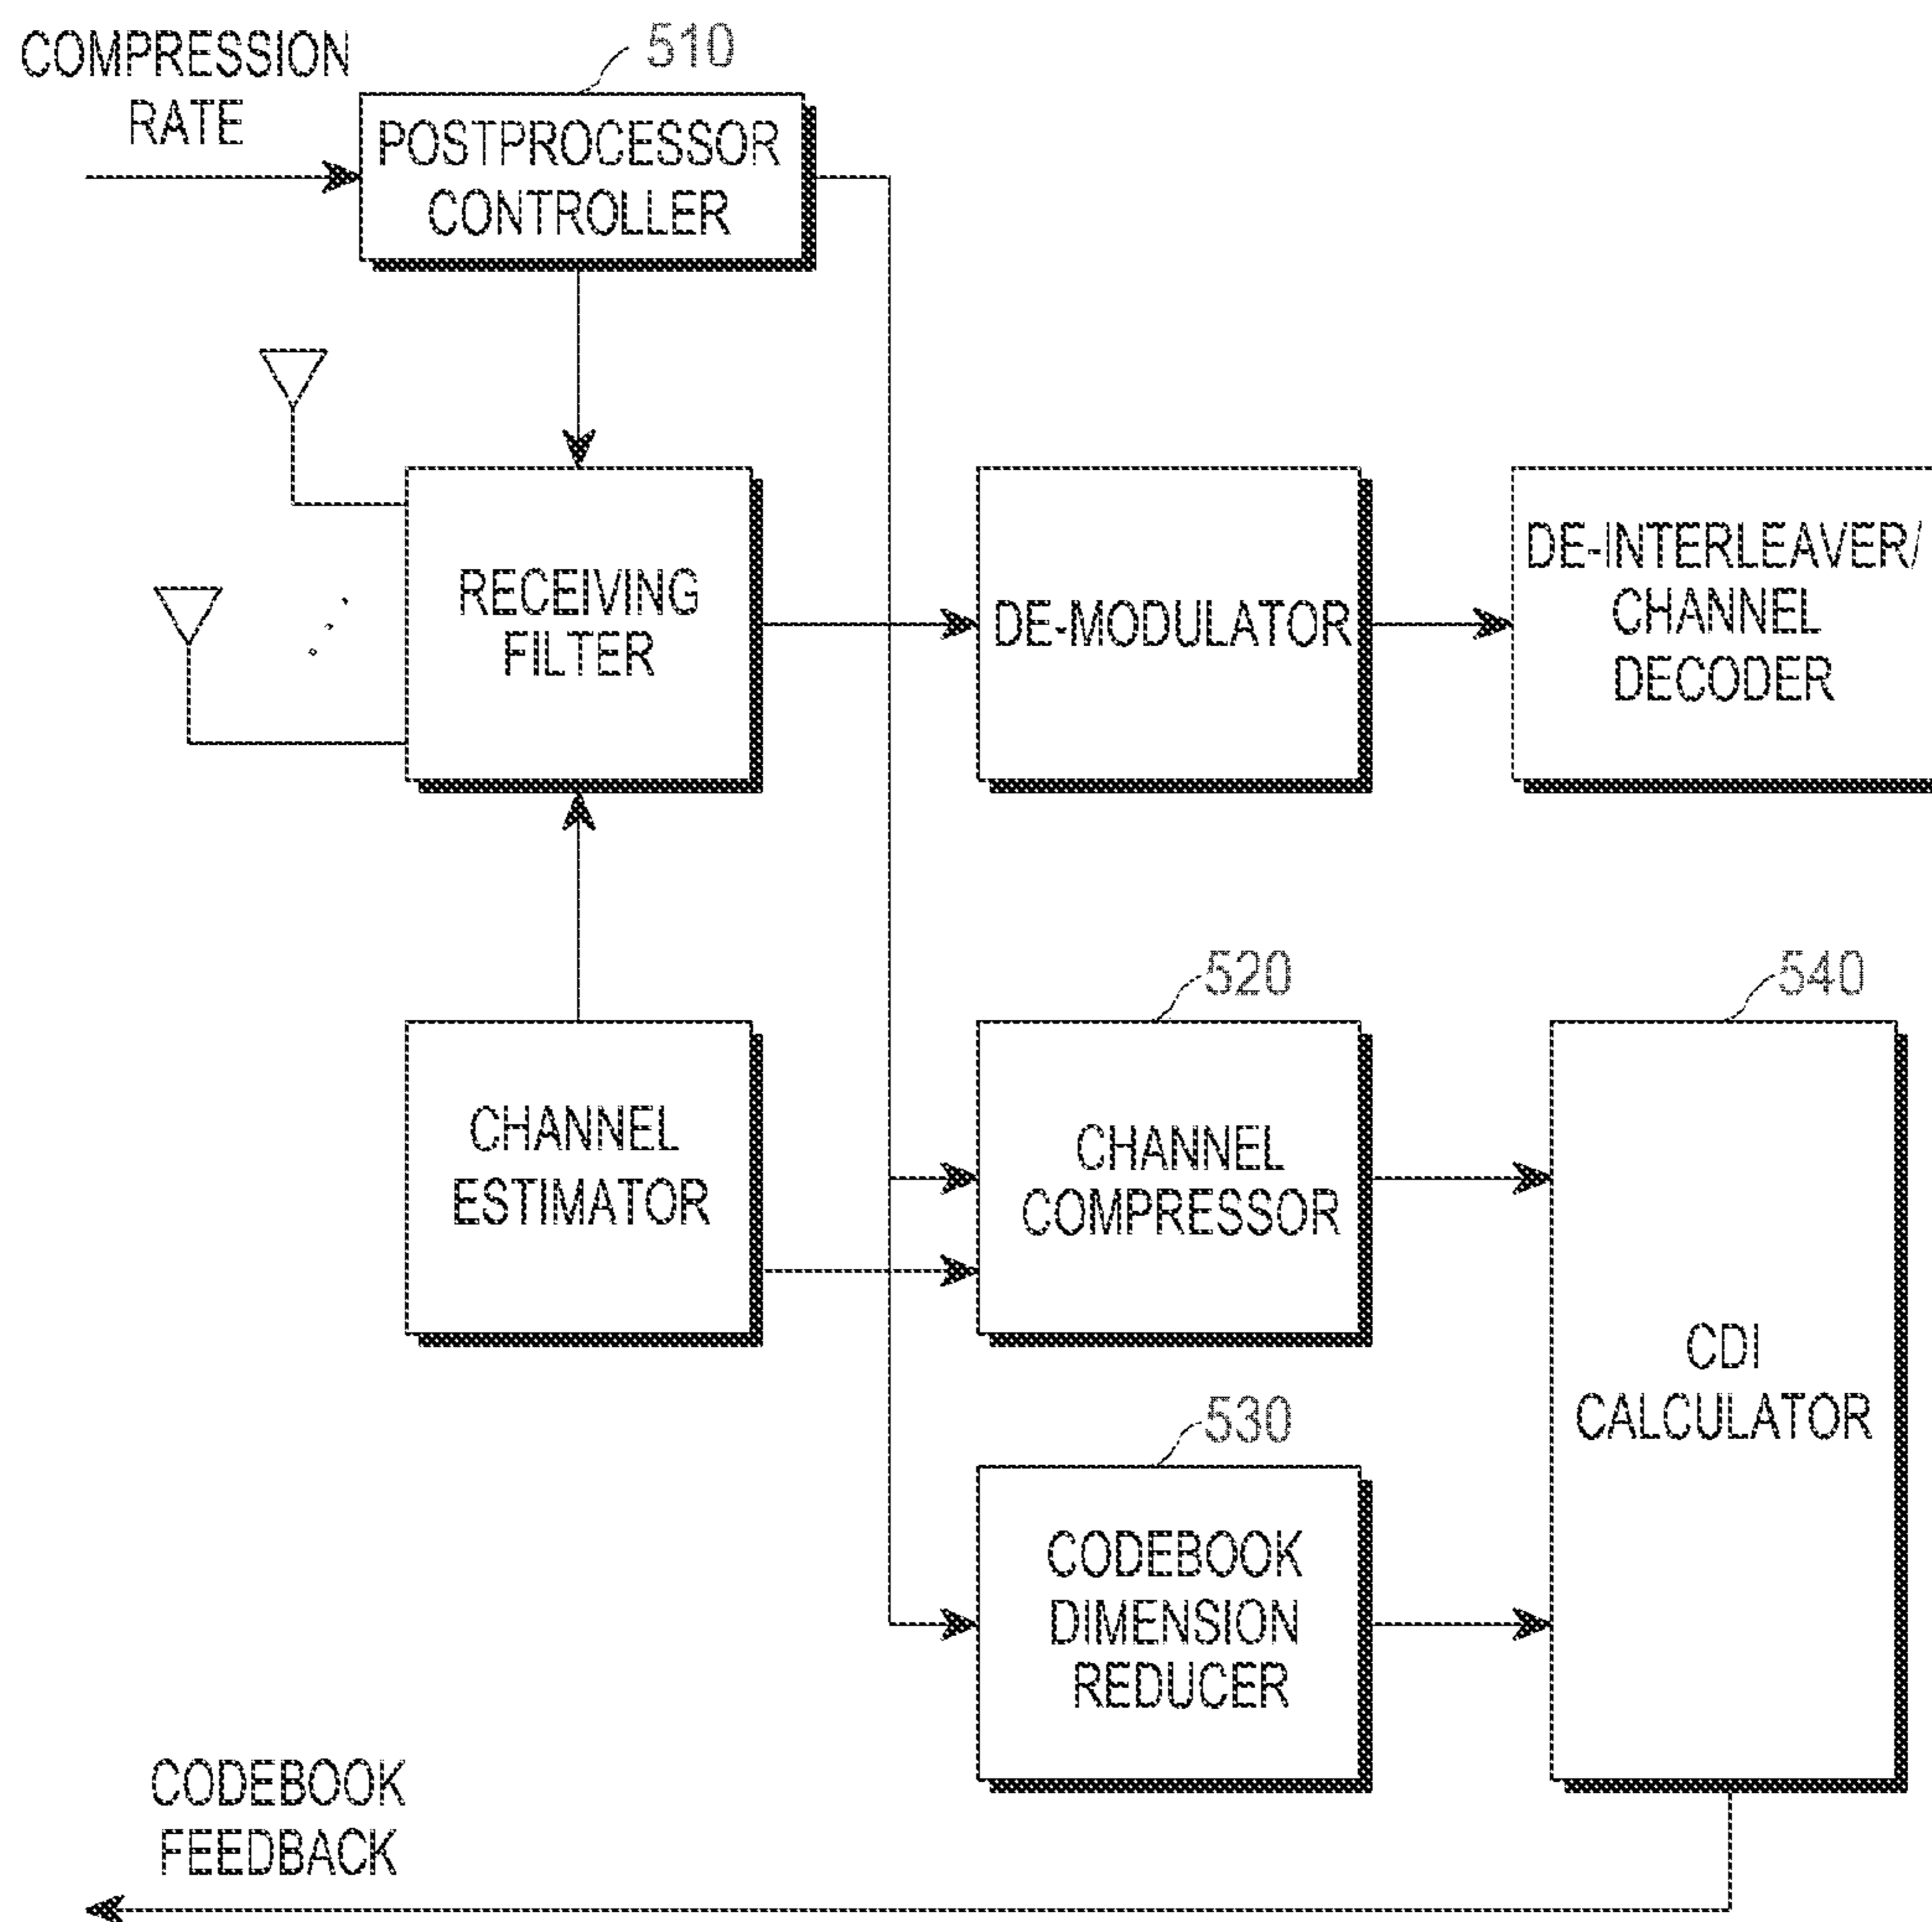 COMPRESSION
RATE
510
POSTPROCESSOR
CONTROLLER
RECEIVING
FILTER
DE-MODULATOR
DE-INTERLEAVER/
CHANNEL
DECODER
CHANNEL
ESTIMATOR
520
CHANNEL
COMPRESSOR
540
CDI
CALCULATOR
530
CODEBOOK
DIMENSION
REDUCER
CODEBOOK
FEEDBACK